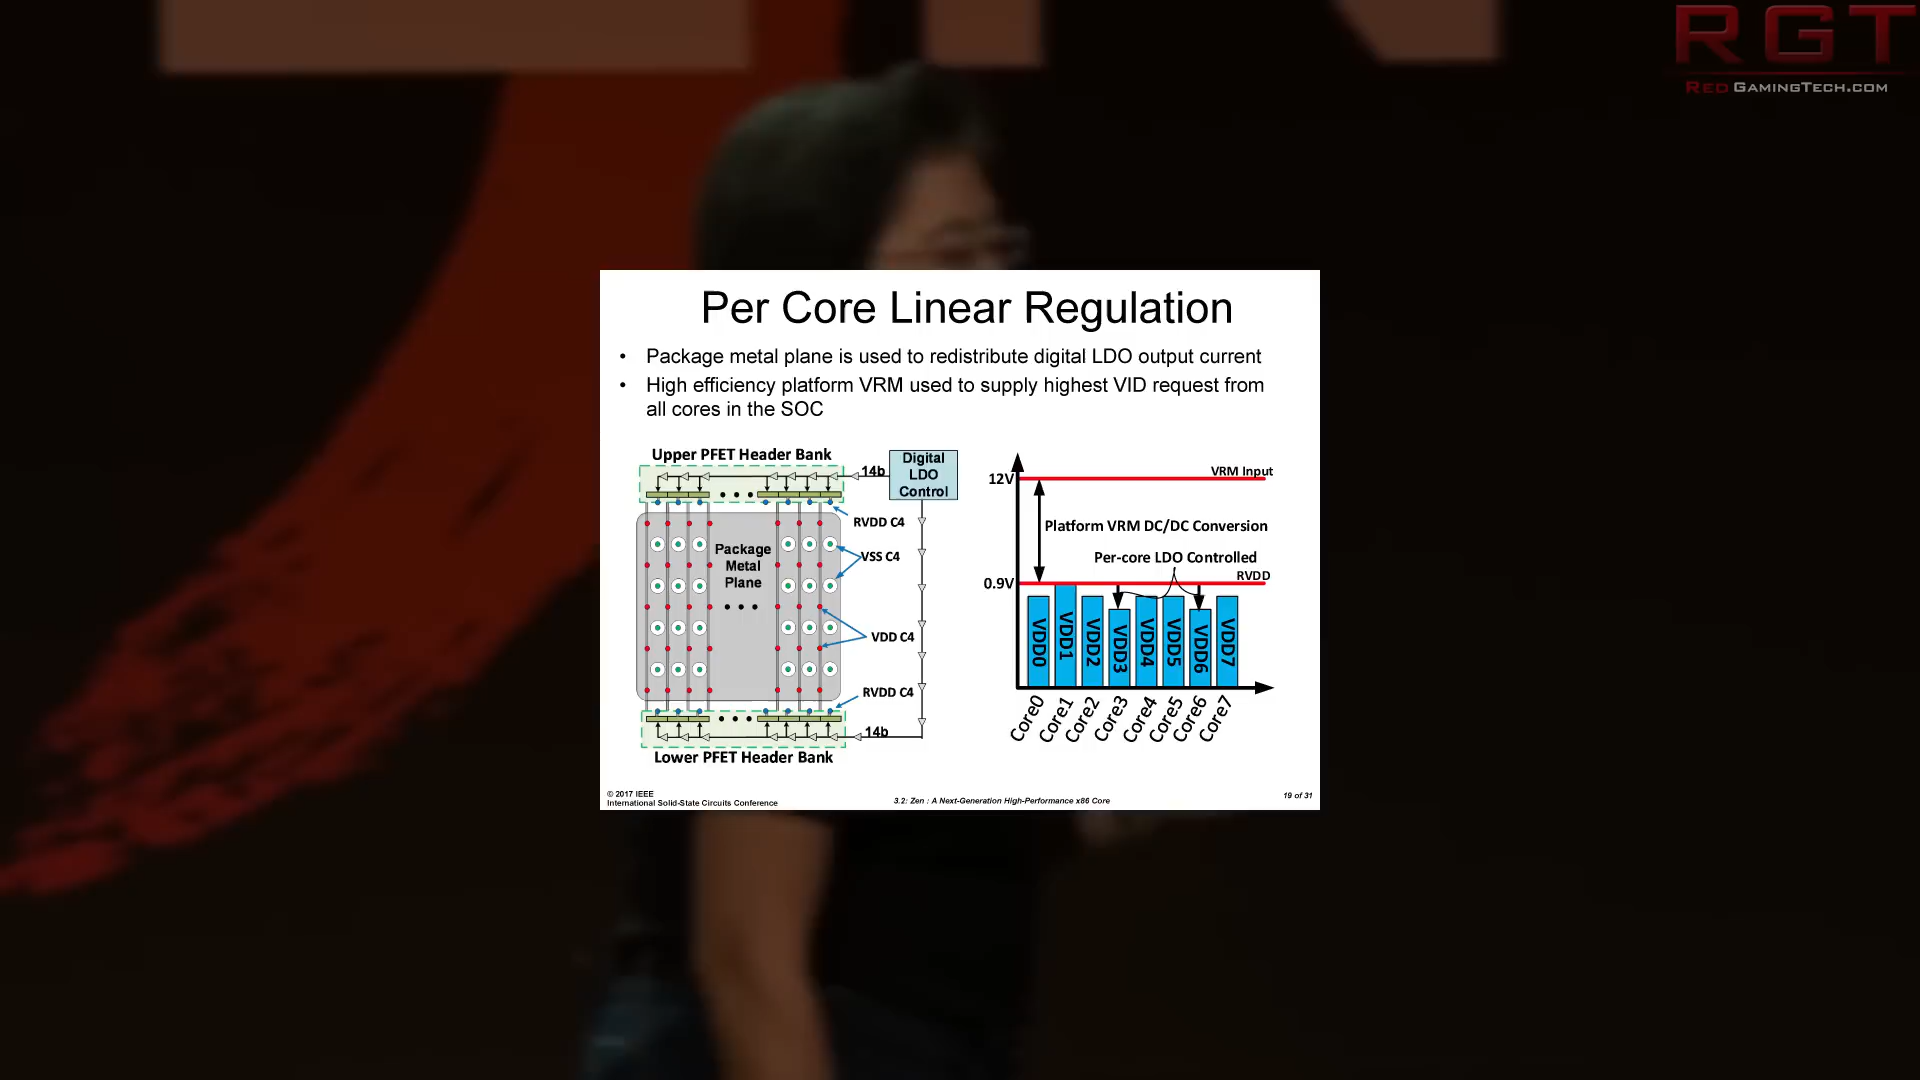 RGT
RedGamingTech.com
Per Core Linear Regulation
• Package metal plane is used to redistribute digital LDO output current
• High efficiency platform VRM used to supply highest VID request from
all cores in the SOC
Upper PFET Header Bank
14b
Digital
LDO
Control
RVDD C4
VSS C4
Package
Metal
Plane
VDD C4
RVDD C4
14b
Lower PFET Header Bank
12V
VRM Input
Platform VRM DC/DC Conversion
Per-core LDO Controlled
RVDD
0.9V
VDD0
VDD1
VDD2
VDD3
VDD4
VDD5
VDD6
VDD7
Core0
Core1
Core2
Core3
Core4
Core5
Core6
Core7
© 2017 IEEE
International Solid-State Circuits Conference
3.2: Zen : A Next-Generation High-Performance x86 Core
19 of 31